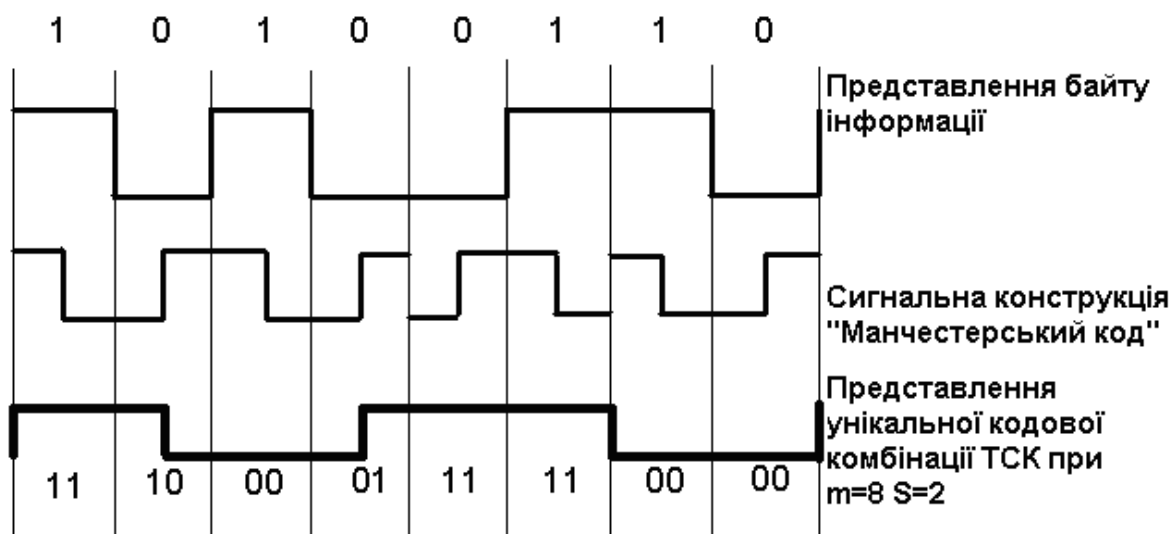 1 0 1 0 0 1 1 0
Представлення байту
інформації
Сигнальна конструкція
"Манчестерський код"
Представлення
унікальної кодової
комбінації ТСК при
m=8 S=2
11 10 00 01 11 11 00 00